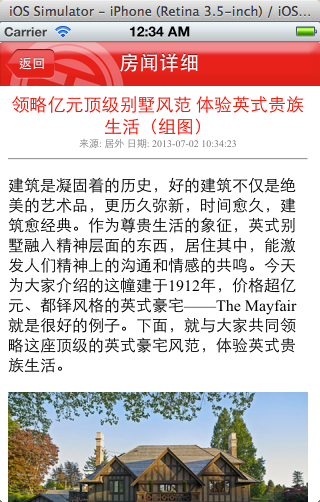 iOS Simulator - iPhone (Retina 3.5-inch) / iOS...
Carrier 12:34 AM
返回 房闻详细
领略亿元顶级别墅风范 体验英式贵族
生活（组图）
来源: 居外 日期: 2013-07-02 10:34:23
建筑是凝固着的历史，好的建筑不仅是绝
美的艺术品，更历久弥新，时间愈久，建
筑愈经典。作为尊贵生活的象征，英式别
墅融入精神层面的东西，居住其中，能激
发人们精神上的沟通和情感的共鸣。今天
为大家介绍的这幢建于1912年，价格超亿
元、都铎风格的英式豪宅——The Mayfair
就是很好的例子。下面，就与大家共同领
略这座顶级的英式豪宅风范，体验英式贵
族生活。